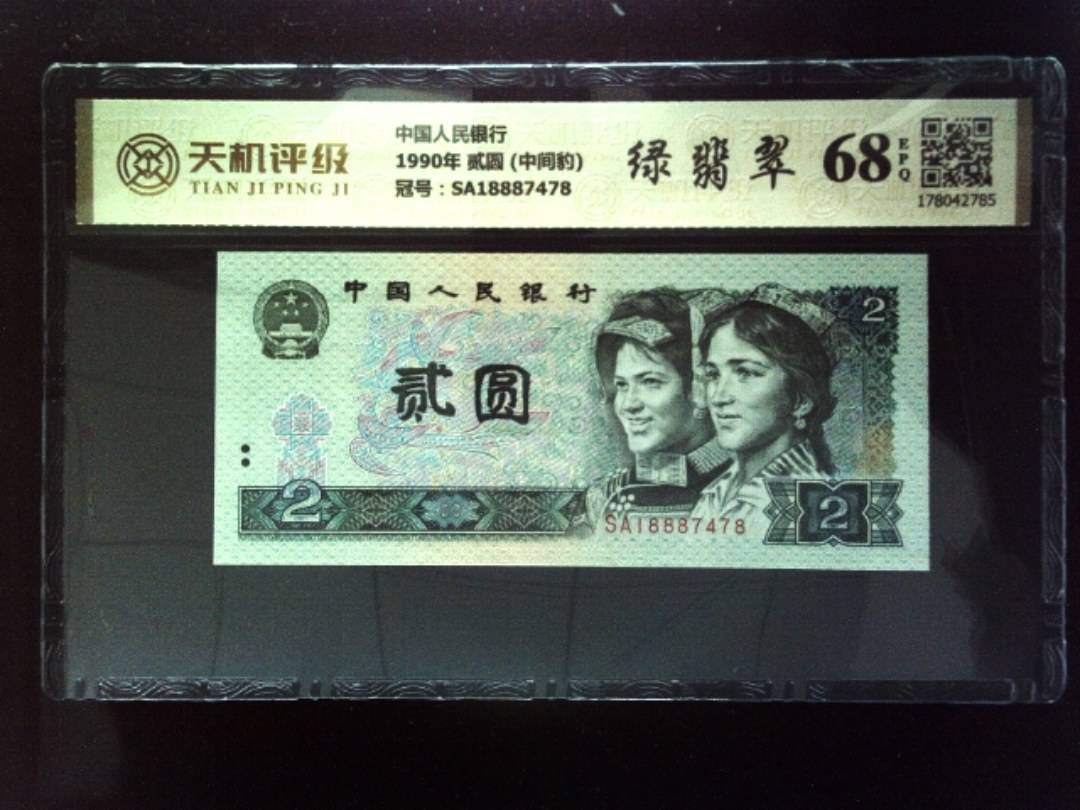 天机评级
TIAN JI PING JI
中国人民银行
1990年 贰圆 (中间豹)
冠号：SA18887478
绿翡翠
68
EPQ
178042785
中国人民银行
2
贰圆
2
SA18887478
2